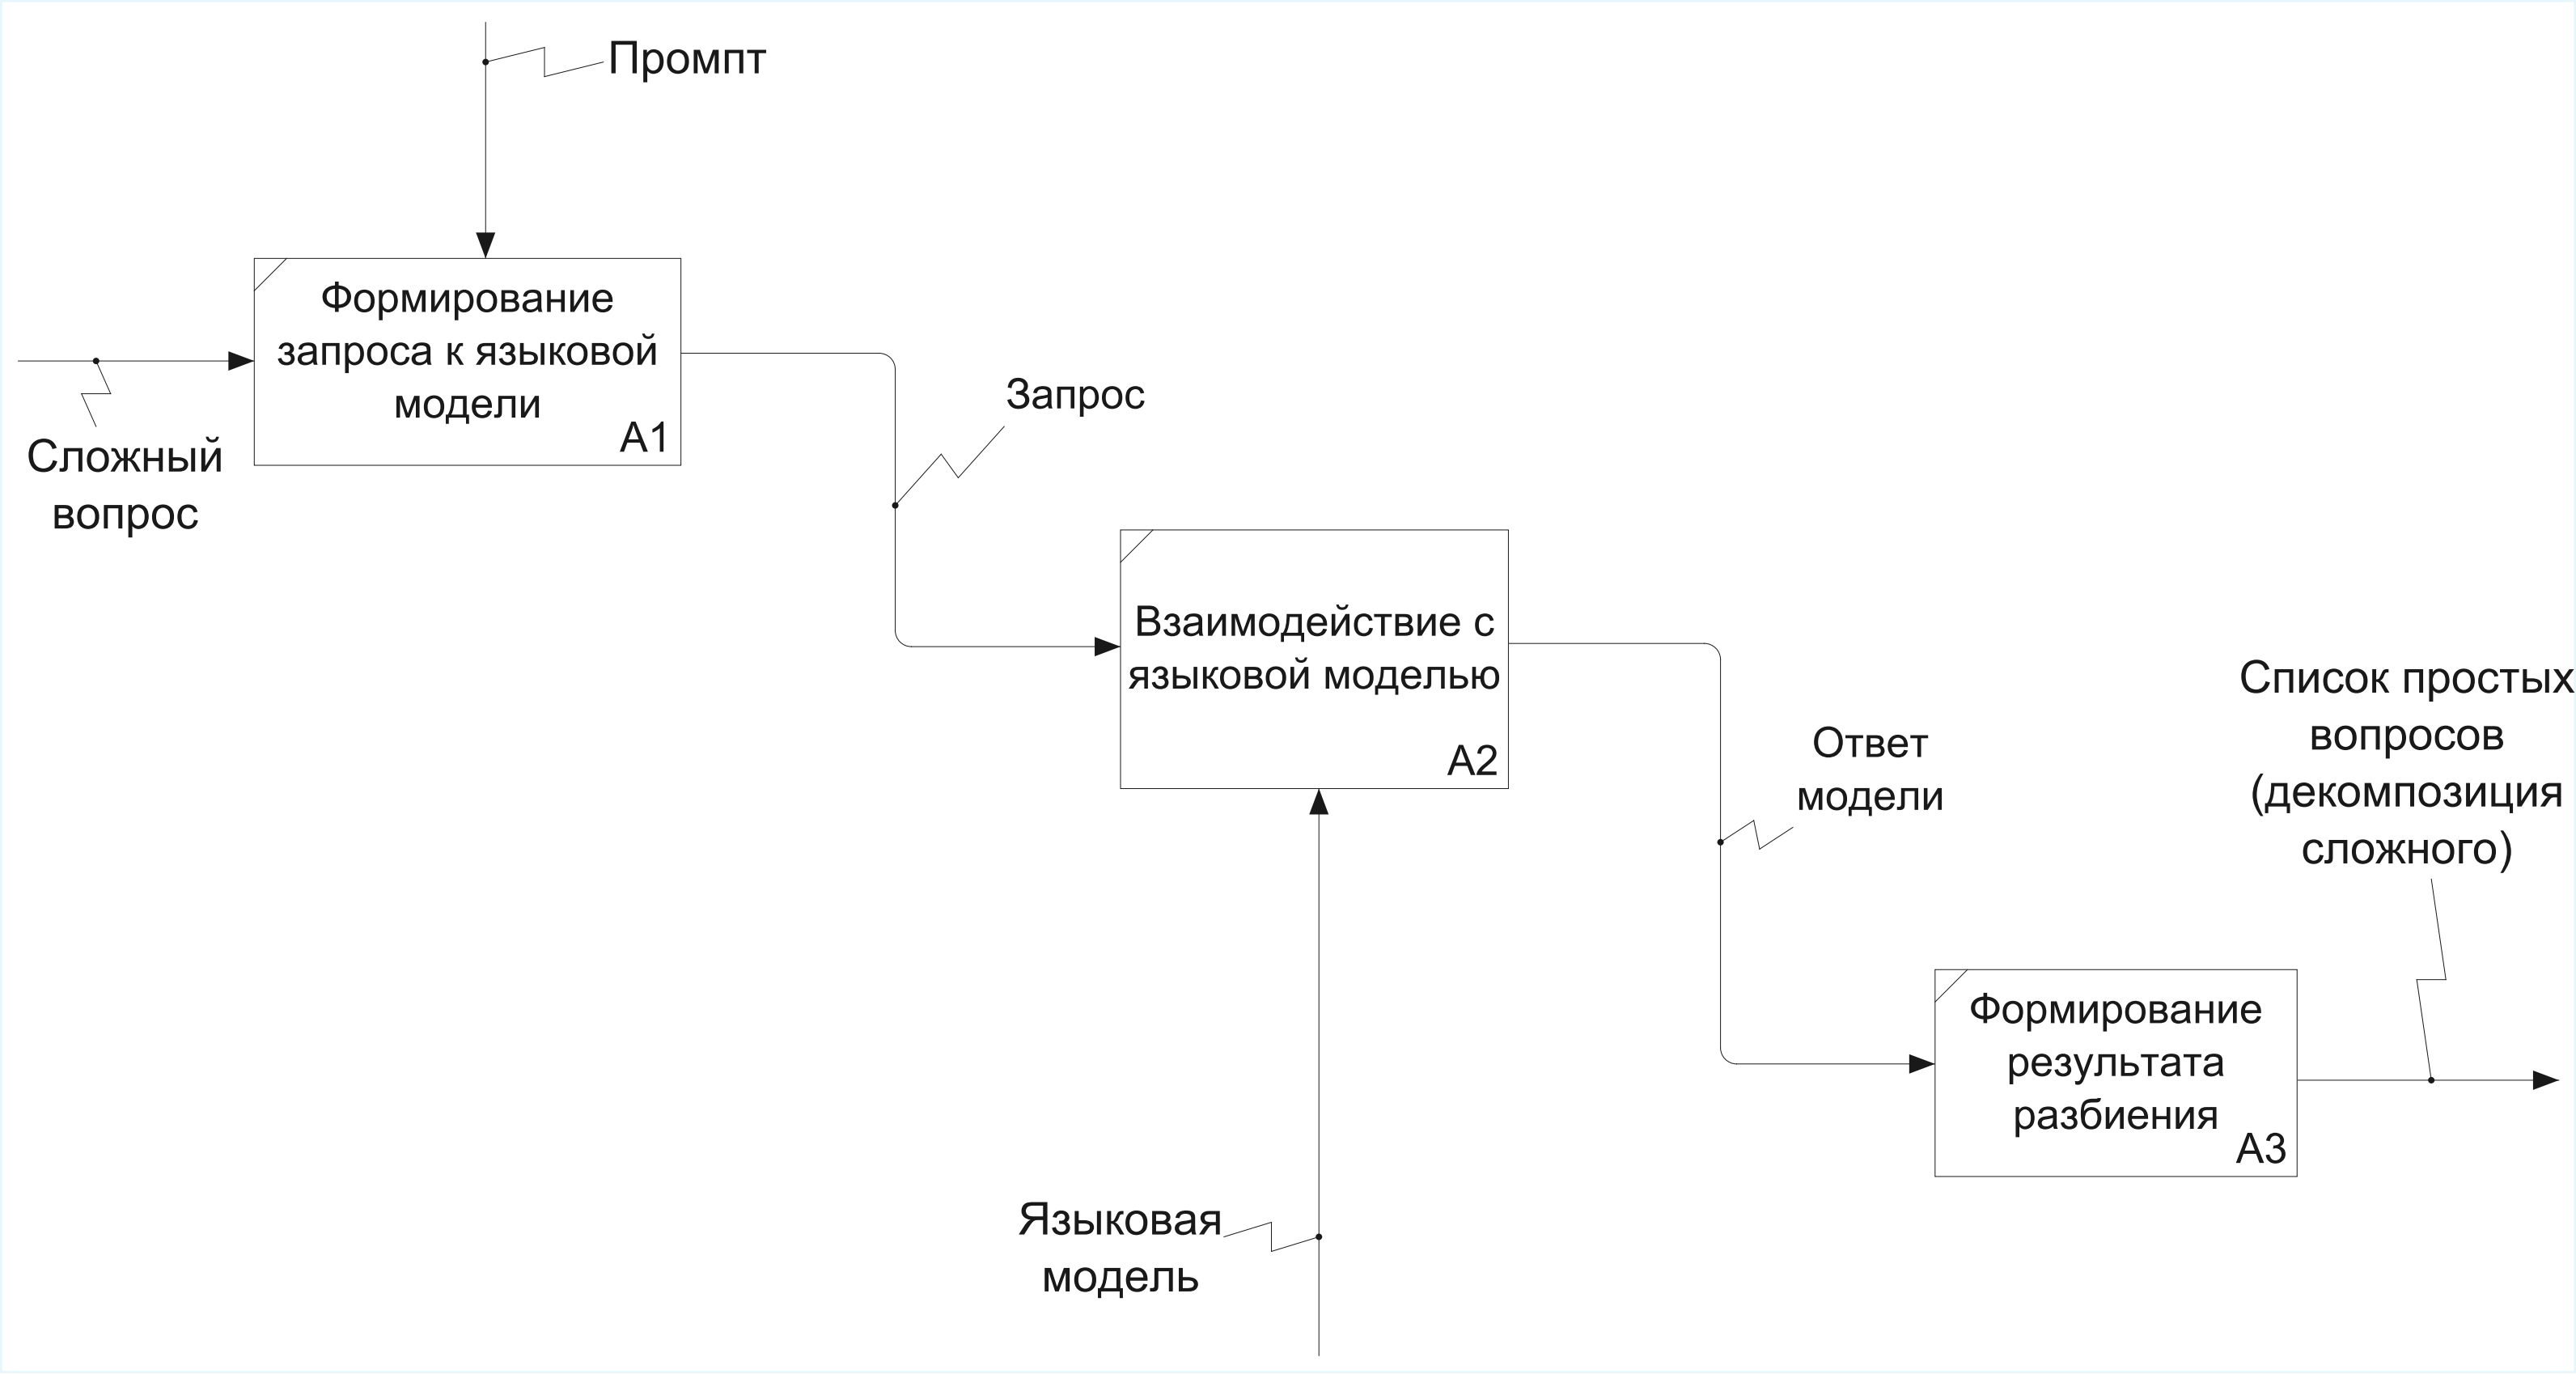 Промпт
Формирование
запроса к языковой
модели
A1
Сложный
вопрос
Запрос
Взаимодействие с
языковой моделью
A2
Ответ
модели
Список простых
вопросов
(декомпозиция
сложного)
Формирование
результата
разбиения
A3
Языковая
модель